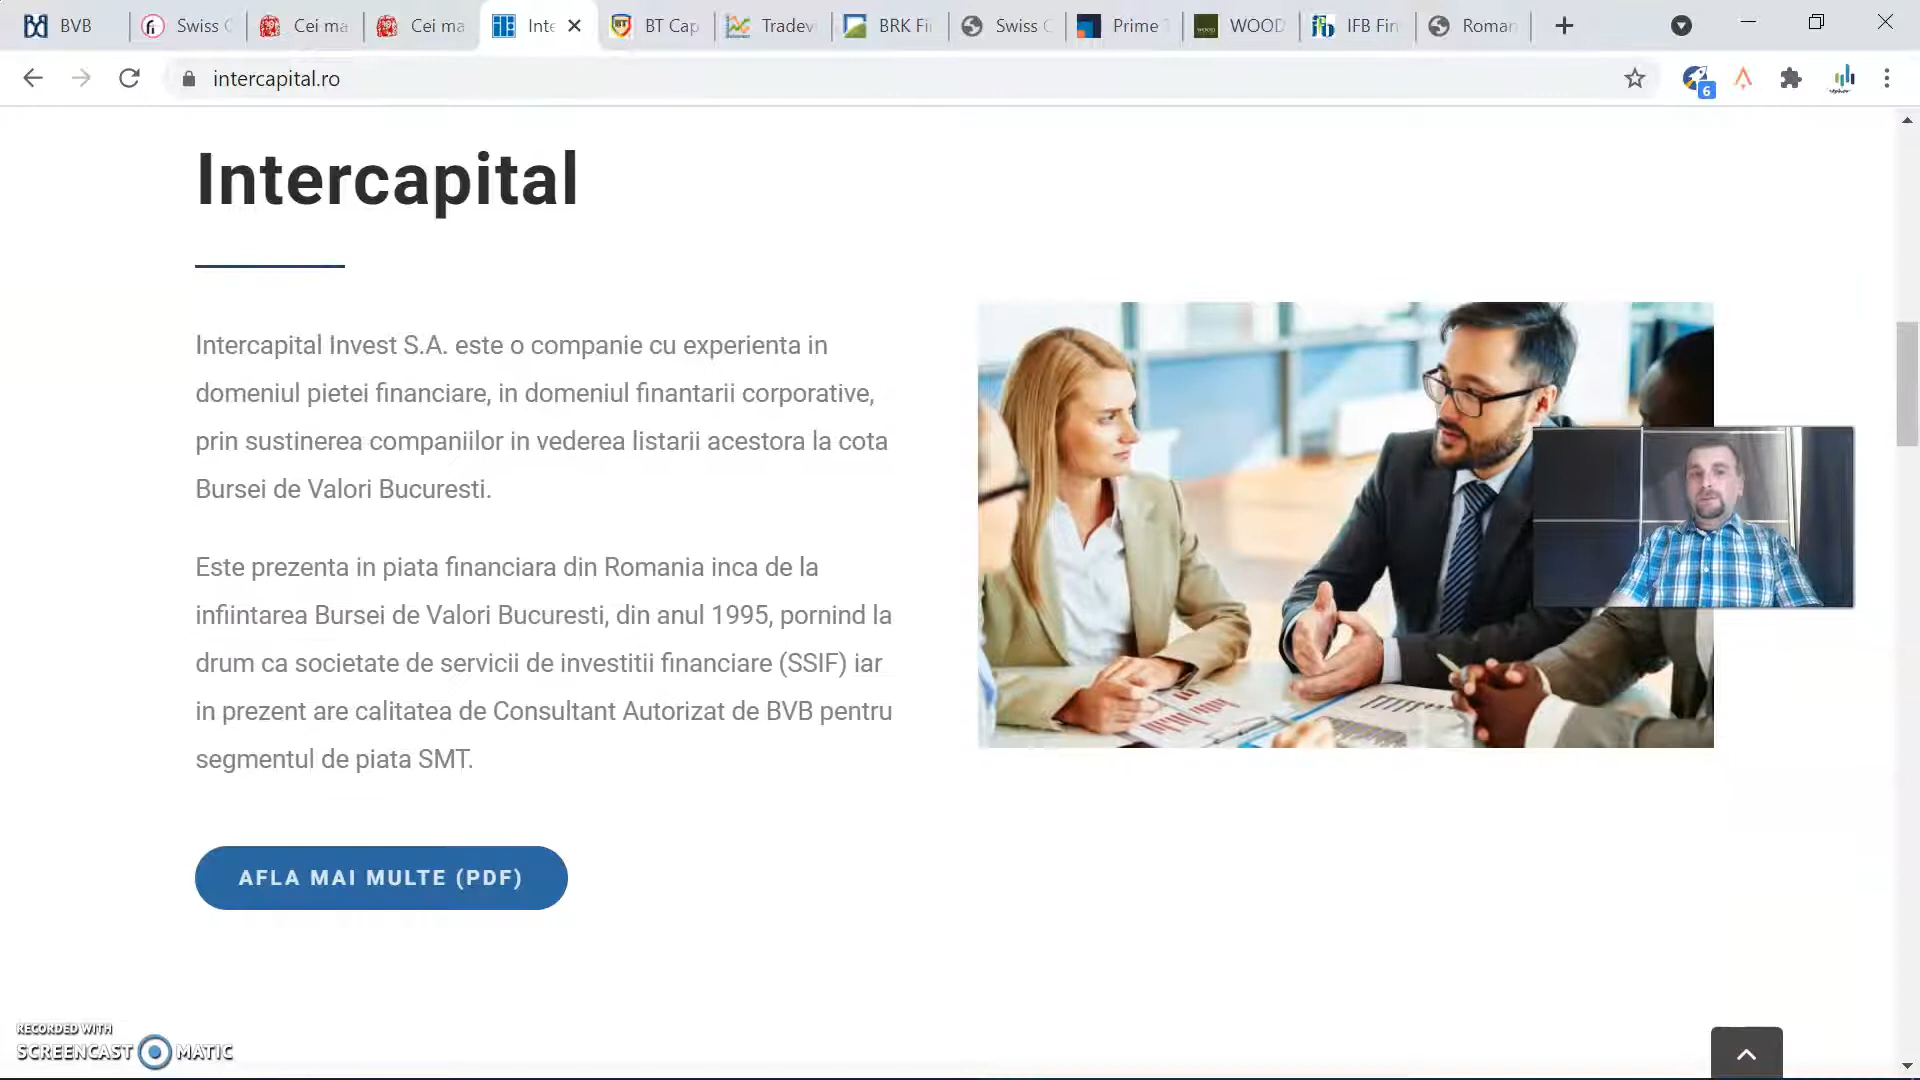 BVB
Swiss C
Cei ma
Cei ma
Inte
BT Cap
Tradev
BRK Fi
Swiss C
Prime T
WOOD
IFB Fin
Roman
intercapital.ro
6
Intercapital
Intercapital Invest S.A. este o companie cu experienta in
domeniul pietei financiare, in domeniul finantarii corporative,
prin sustinerea companiilor in vederea listarii acestora la cota
Bursei de Valori Bucuresti.
Este prezenta in piata financiara din Romania inca de la
infiintarea Bursei de Valori Bucuresti, din anul 1995, pornind la
drum ca societate de servicii de investitii financiare (SSIF) iar
in prezent are calitatea de Consultant Autorizat de BVB pentru
segmentul de piata SMT.
AFLA MAI MULTE (PDF)
RECORDED WITH
SCREENCAST MATIC